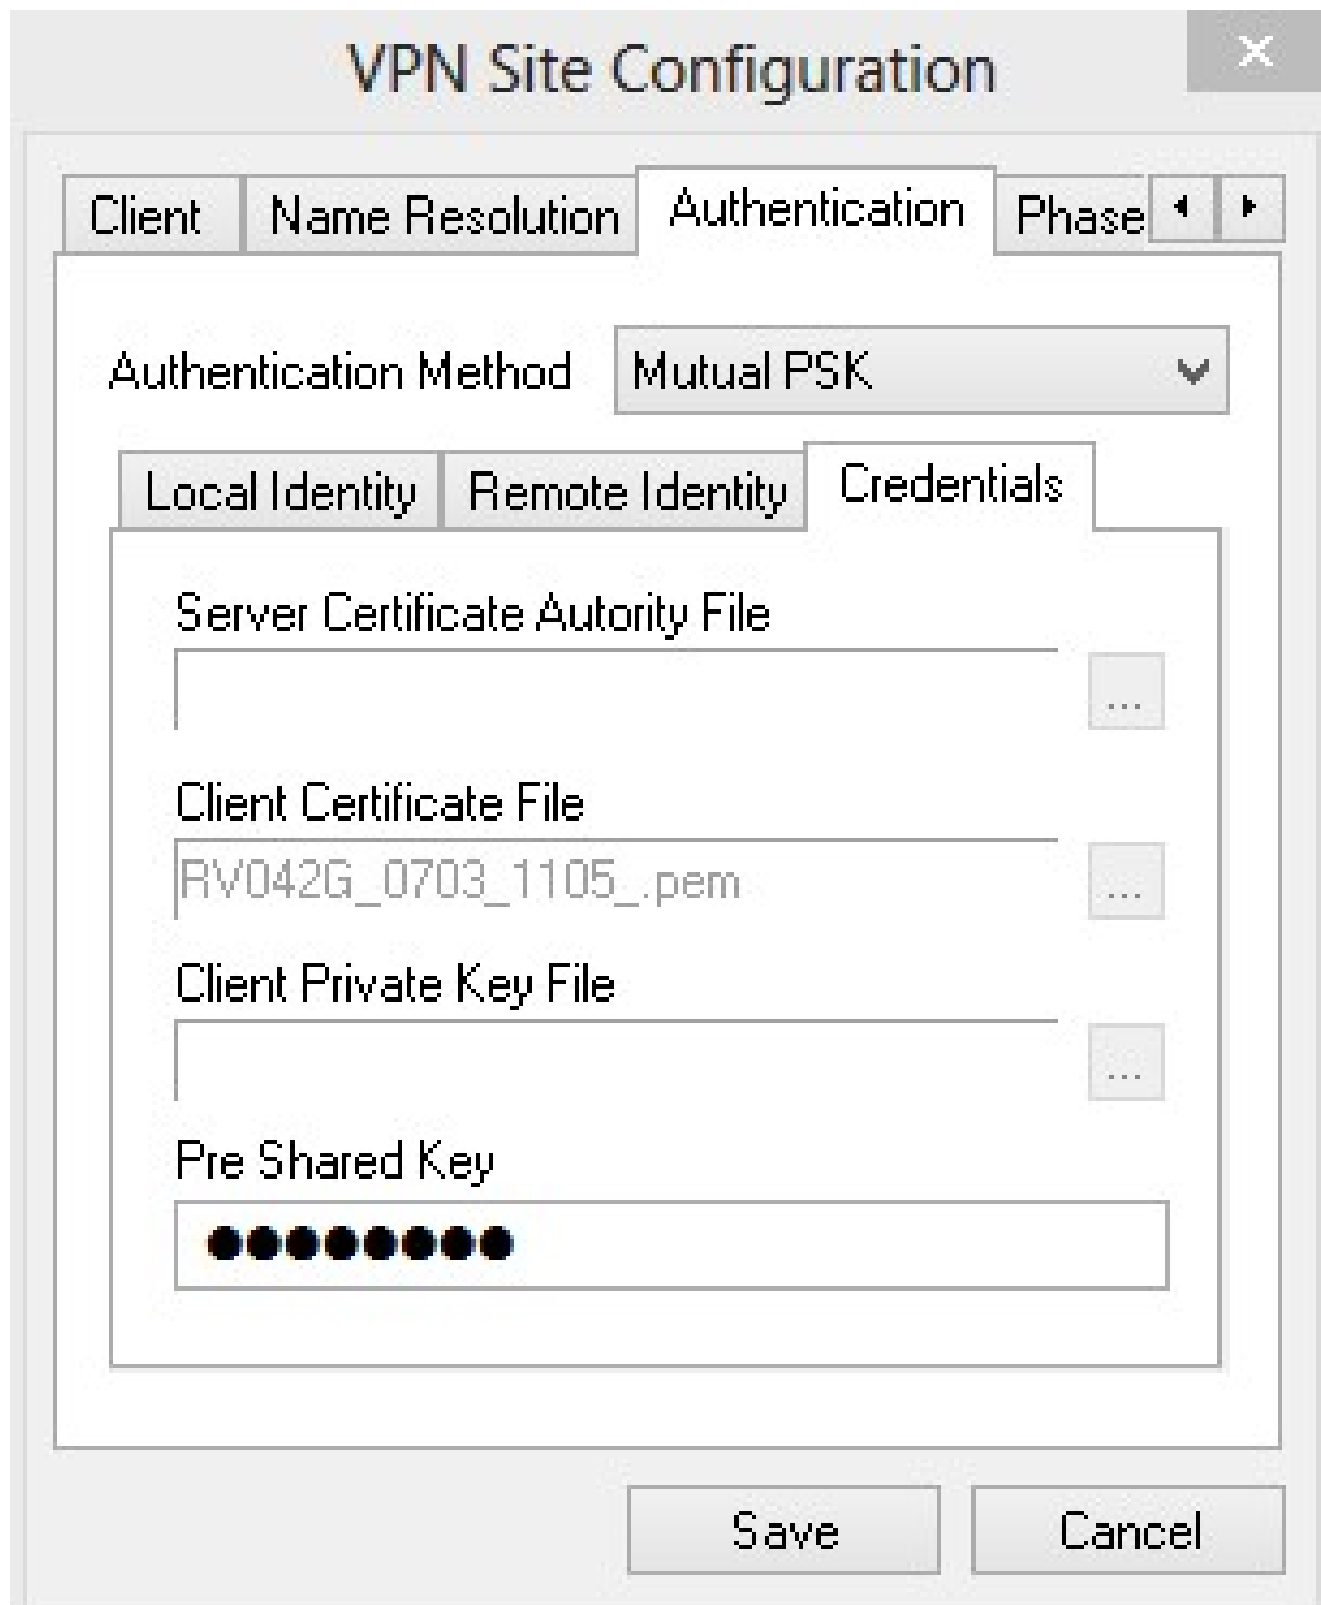 VPN Site Configuration
Client Name Resolution Authentication Phase
Authentication Method Mutual PSK
Local Identity Remote Identity Credentials
Server Certificate Autority File
...
Client Certificate File
RV042G_0703_1105_.pem ...
Client Private Key File
...
Pre Shared Key
●●●●●●●●
Save Cancel